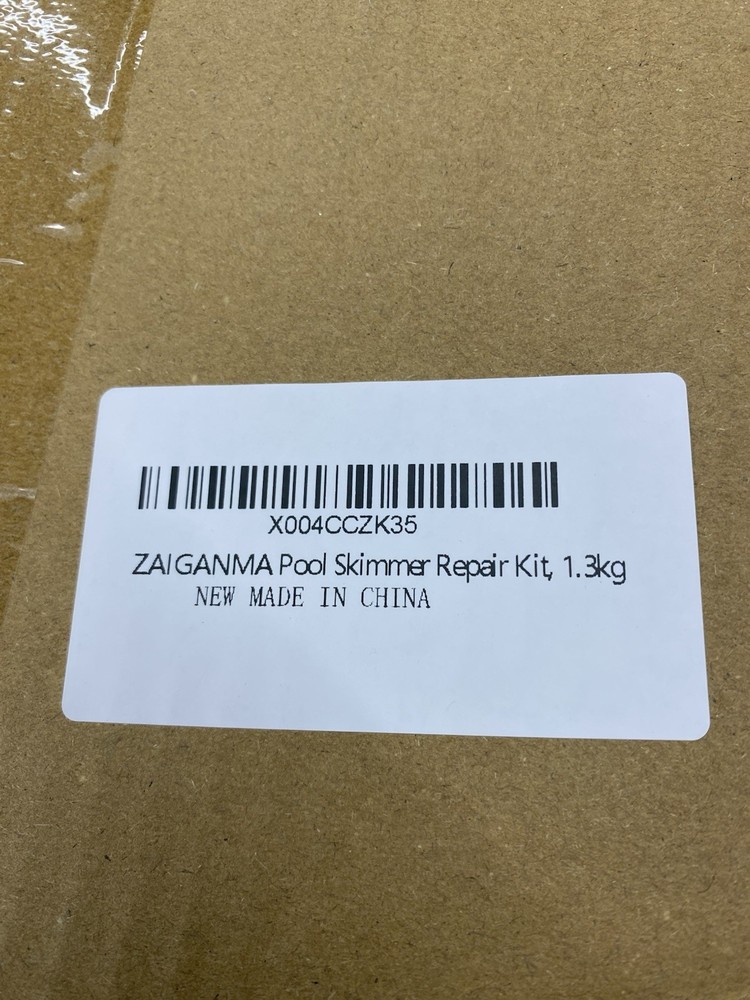 X004CCZK35
ZAIGANMA Pool Skimmer Repair Kit, 1.3kg
NEW MADE IN CHINA